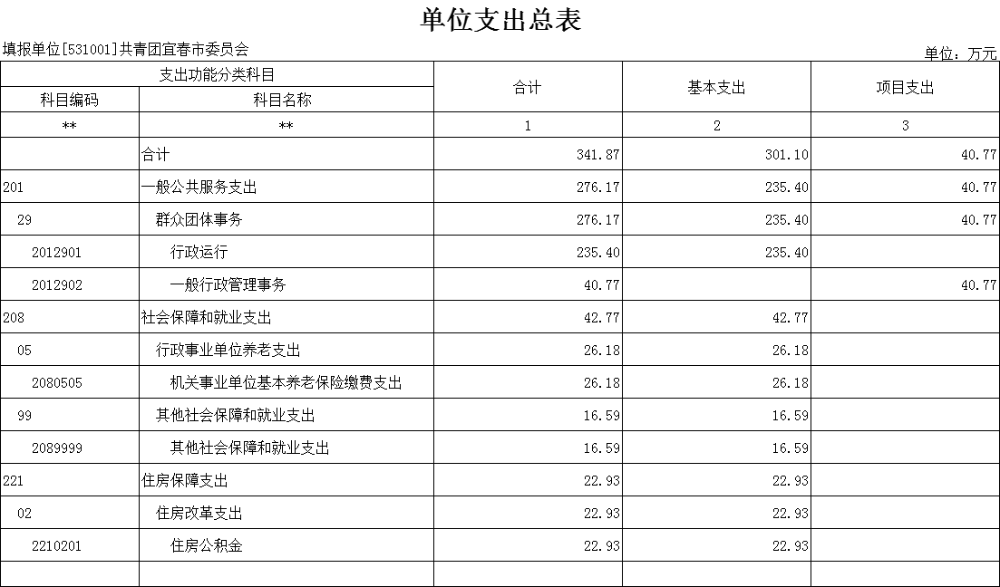 单位支出总表
填报单位[531001]共青团宜春市委员会
单位：万元
支出功能分类科目 合计 基本支出 项目支出
科目编码 科目名称
** ** 1 2 3
合计 341.87 301.10 40.77
201 一般公共服务支出 276.17 235.40 40.77
29 群众团体事务 276.17 235.40 40.77
2012901 行政运行 235.40 235.40
2012902 一般行政管理事务 40.77 40.77
208 社会保障和就业支出 42.77 42.77
05 行政事业单位养老支出 26.18 26.18
2080505 机关事业单位基本养老保险缴费支出 26.18 26.18
99 其他社会保障和就业支出 16.59 16.59
2089999 其他社会保障和就业支出 16.59 16.59
221 住房保障支出 22.93 22.93
02 住房改革支出 22.93 22.93
2210201 住房公积金 22.93 22.93